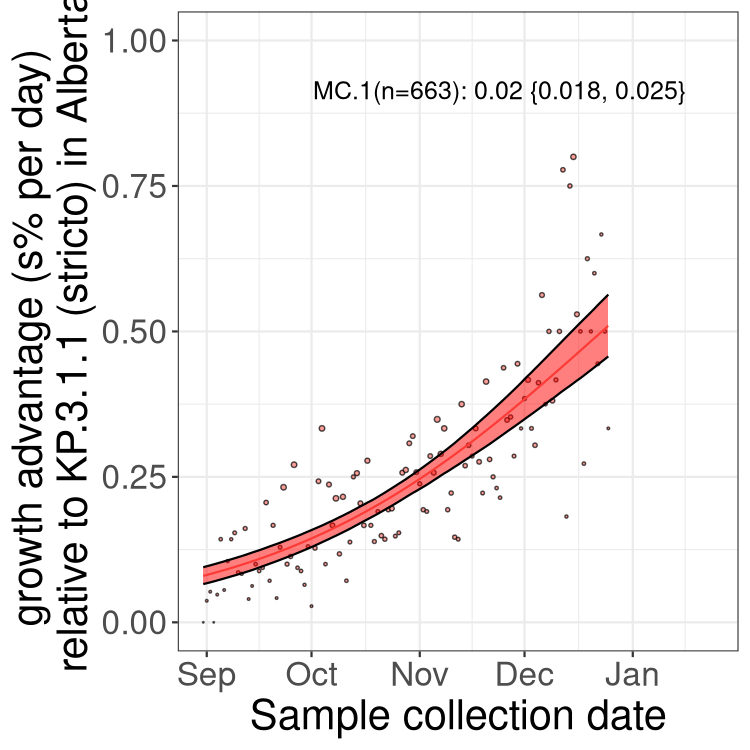 growth advantage (s% per day)
relative to KP.3.1.1 (stricto) in Alberta
1.00
0.75
0.50
0.25
0.00
MC.1(n=663): 0.02 {0.018, 0.025}
Sep Oct Nov Dec Jan
Sample collection date